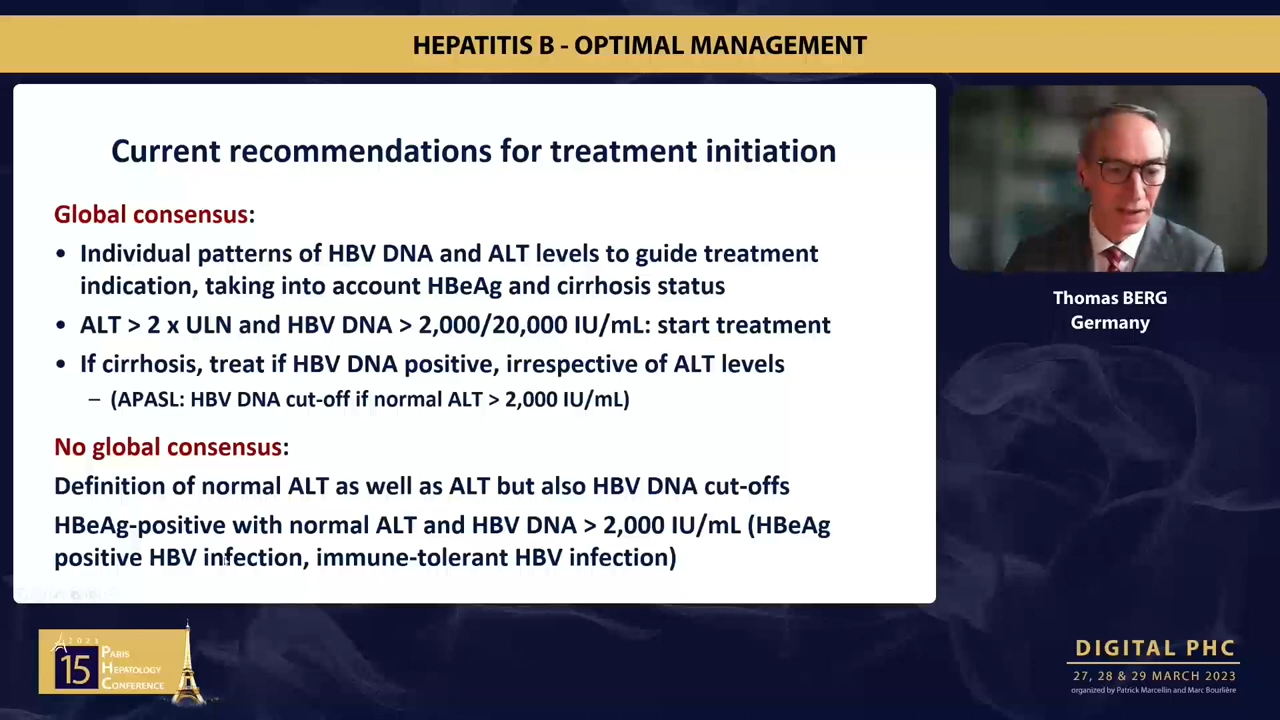 HEPATITIS B - OPTIMAL MANAGEMENT
Current recommendations for treatment initiation
Global consensus:
• Individual patterns of HBV DNA and ALT levels to guide treatment
indication, taking into account HBeAg and cirrhosis status
• ALT > 2 x ULN and HBV DNA > 2,000/20,000 IU/mL: start treatment
• If cirrhosis, treat if HBV DNA positive, irrespective of ALT levels
– (APASL: HBV DNA cut-off if normal ALT > 2,000 IU/mL)
No global consensus:
Definition of normal ALT as well as ALT but also HBV DNA cut-offs
HBeAg-positive with normal ALT and HBV DNA > 2,000 IU/mL (HBeAg
positive HBV infection, immune-tolerant HBV infection)
Thomas BERG
Germany
2023
15
PARIS
HEPATOLOGY
CONFERENCE
DIGITAL PHC
27, 28 & 29 MARCH 2023
organized by Patrick Marcellin and Marc Bourlière